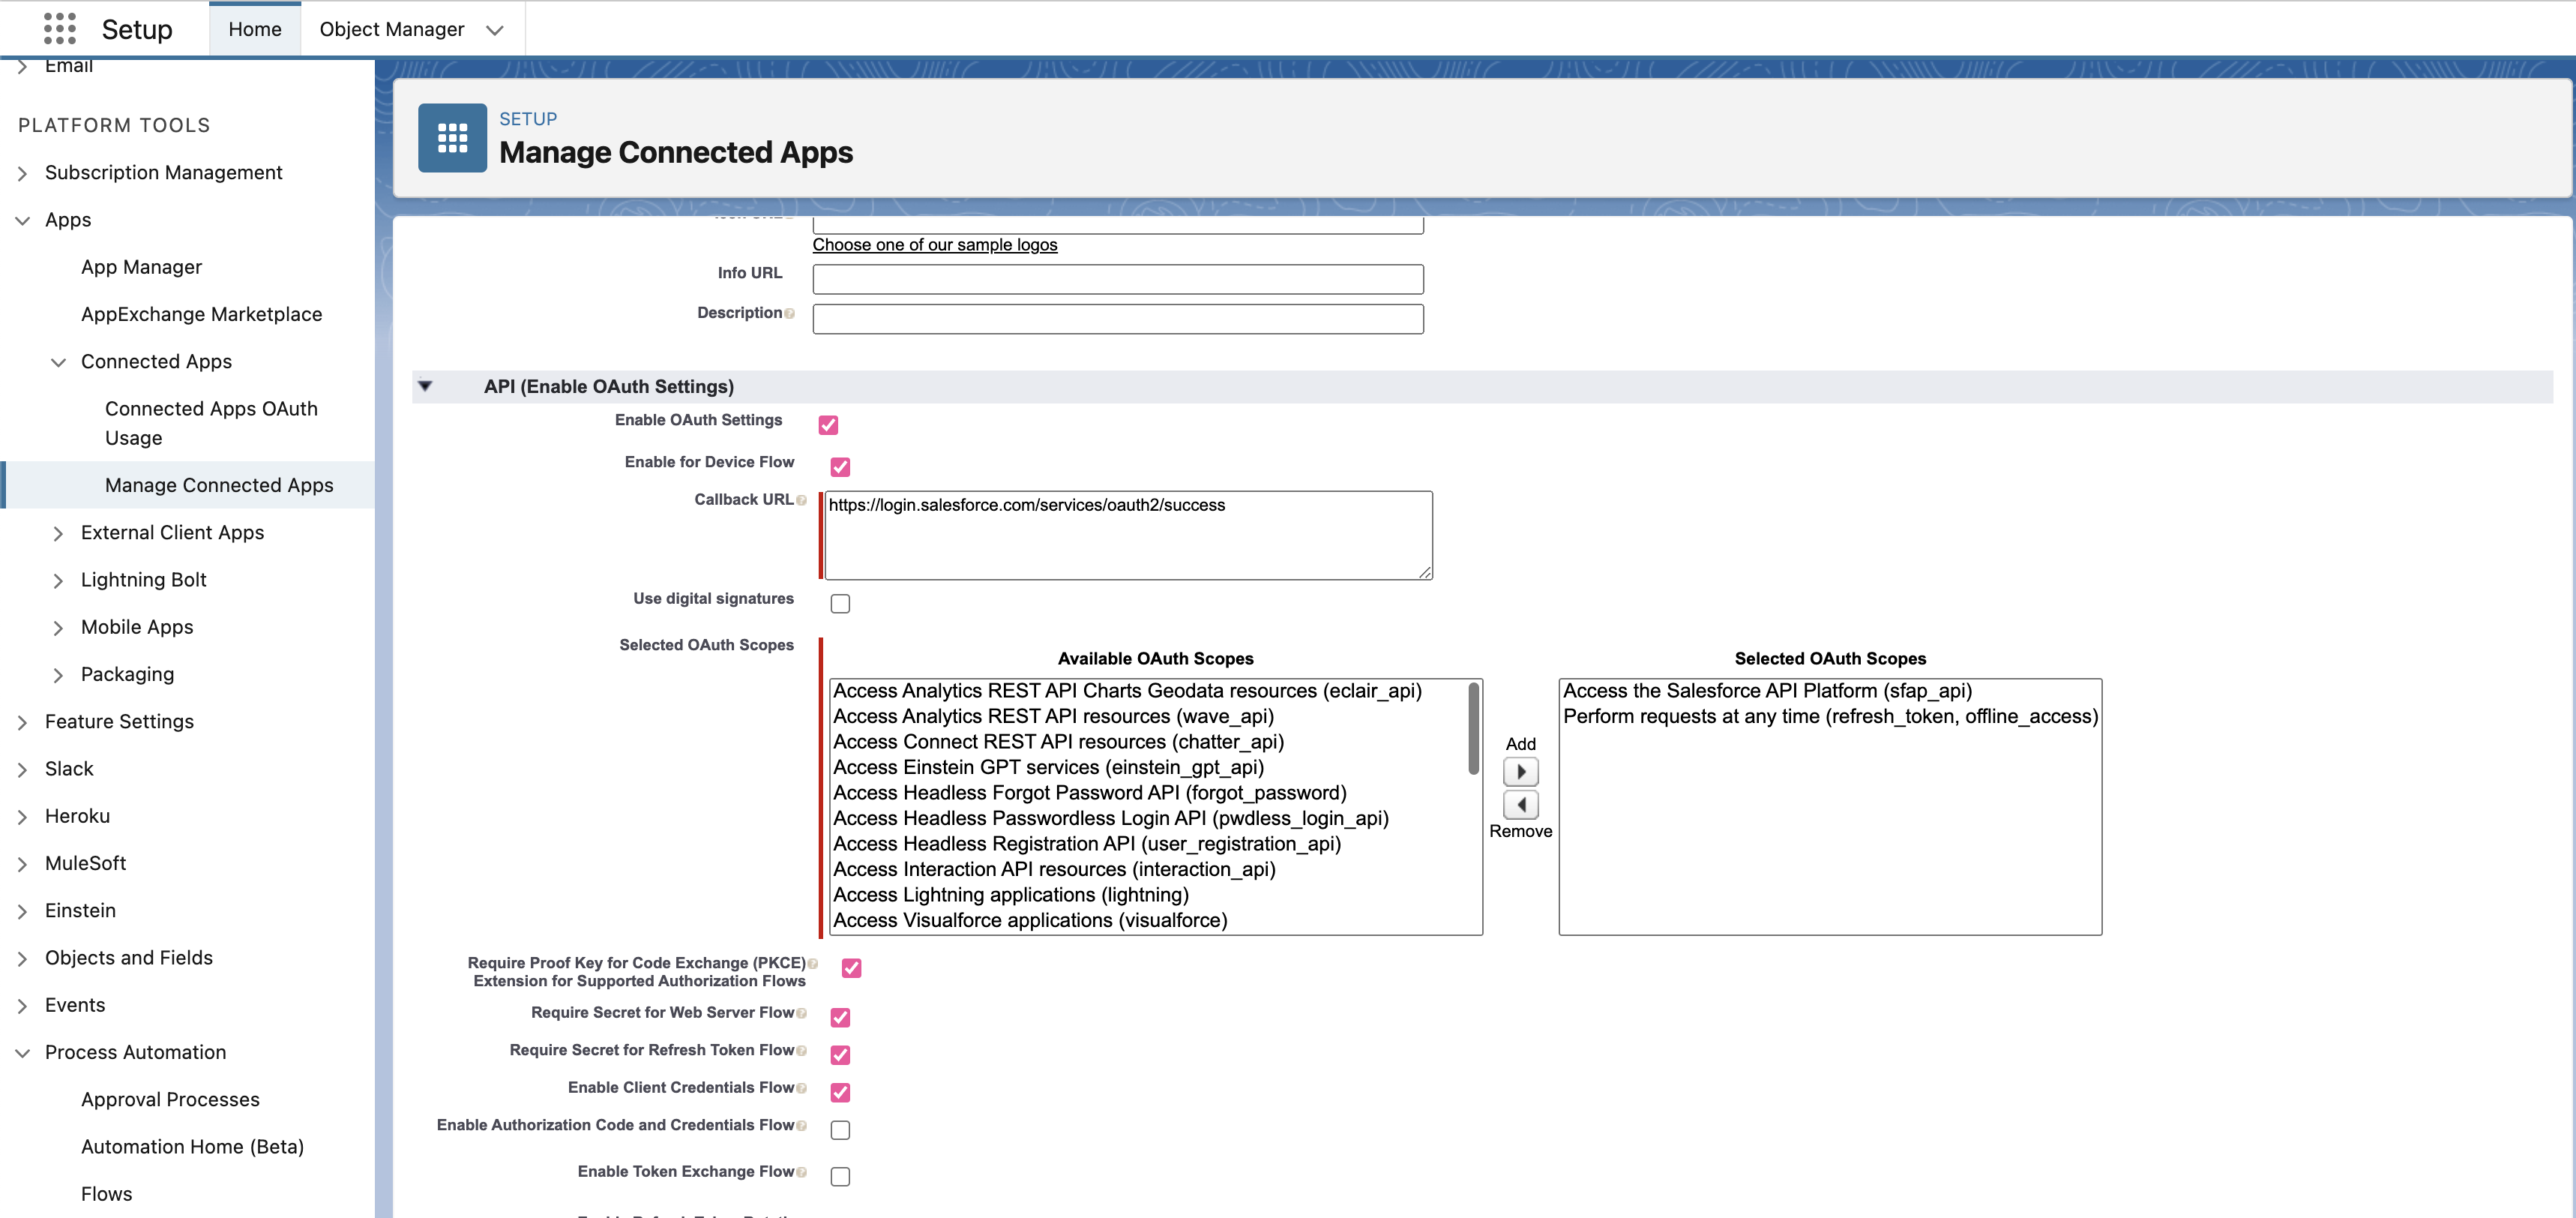 Setup
Home
Object Manager
Email
PLATFORM TOOLS
Subscription Management
Apps
App Manager
AppExchange Marketplace
Connected Apps
Connected Apps OAuth
Usage
Manage Connected Apps
External Client Apps
Lightning Bolt
Mobile Apps
Packaging
Feature Settings
Slack
Heroku
MuleSoft
Einstein
Objects and Fields
Events
Process Automation
Approval Processes
Automation Home (Beta)
Flows
SETUP
Manage Connected Apps
Choose one of our sample logos
Info URL
Description
API (Enable OAuth Settings)
Enable OAuth Settings
Enable for Device Flow
Callback URL
https://login.salesforce.com/services/oauth2/success
Use digital signatures
Selected OAuth Scopes
Available OAuth Scopes
Access Analytics REST API Charts Geodata resources (eclair_api)
Access Analytics REST API resources (wave_api)
Access Connect REST API resources (chatter_api)
Access Einstein GPT services (einstein_gpt_api)
Access Headless Forgot Password API (forgot_password)
Access Headless Passwordless Login API (pwdless_login_api)
Access Headless Registration API (user_registration_api)
Access Interaction API resources (interaction_api)
Access Lightning applications (lightning)
Access Visualforce applications (visualforce)
Add
Remove
Selected OAuth Scopes
Access the Salesforce API Platform (sfap_api)
Perform requests at any time (refresh_token, offline_access)
Require Proof Key for Code Exchange (PKCE)
Extension for Supported Authorization Flows
Require Secret for Web Server Flow
Require Secret for Refresh Token Flow
Enable Client Credentials Flow
Enable Authorization Code and Credentials Flow
Enable Token Exchange Flow